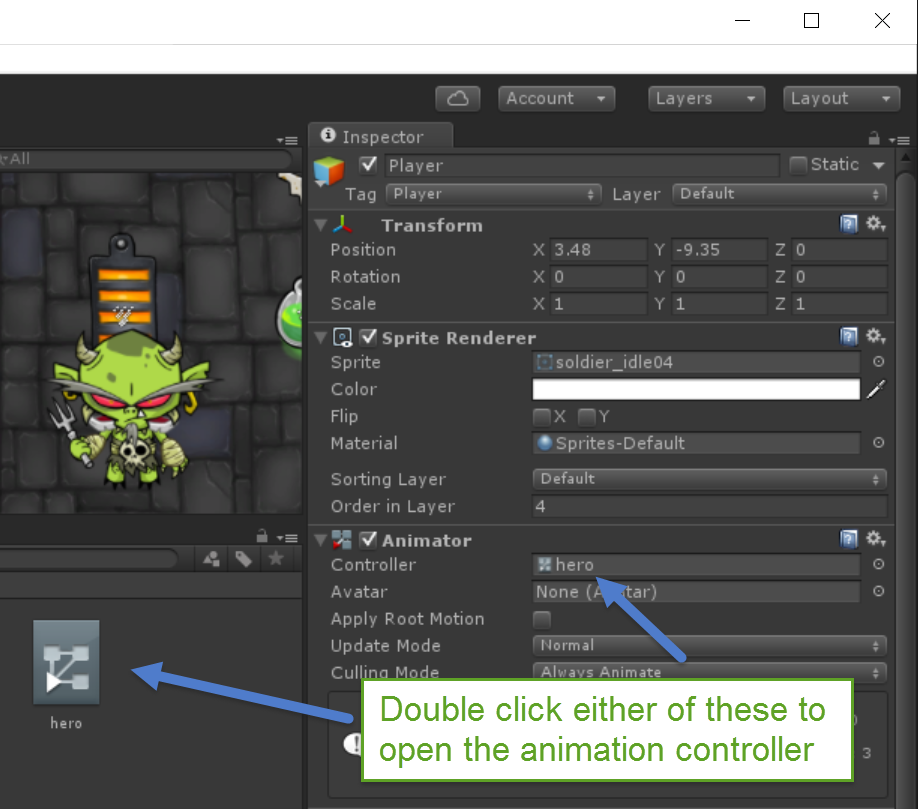 Account
Layers
Layout
Inspector
All
Player
Static
Tag Player Layer Default
Transform
Position X 3.48 Y -9.35 Z 0
Rotation X 0 Y 0 Z 0
Scale X 1 Y 1 Z 1
Sprite Renderer
Sprite soldier_idle04
Color
Flip X Y
Material Sprites-Default
Sorting Layer Default
Order in Layer 4
Animator
Controller hero
Avatar None (Avatar)
Apply Root Motion
Update Mode Normal
Culling Mode Always Animate
hero
Double click either of these to
open the animation controller
3